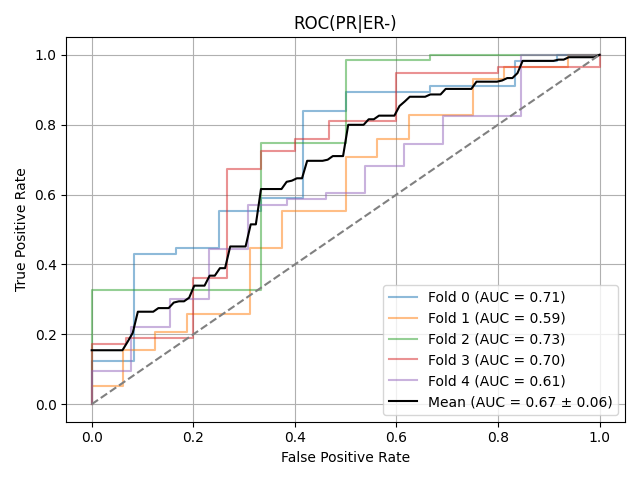 ROC(PR|ER-)
True Positive Rate
1.0
0.8
0.6
0.4
0.2
0.0
Fold 0 (AUC = 0.71)
Fold 1 (AUC = 0.59)
Fold 2 (AUC = 0.73)
Fold 3 (AUC = 0.70)
Fold 4 (AUC = 0.61)
Mean (AUC = 0.67 ± 0.06)
0.0 0.2 0.4 0.6 0.8 1.0
False Positive Rate